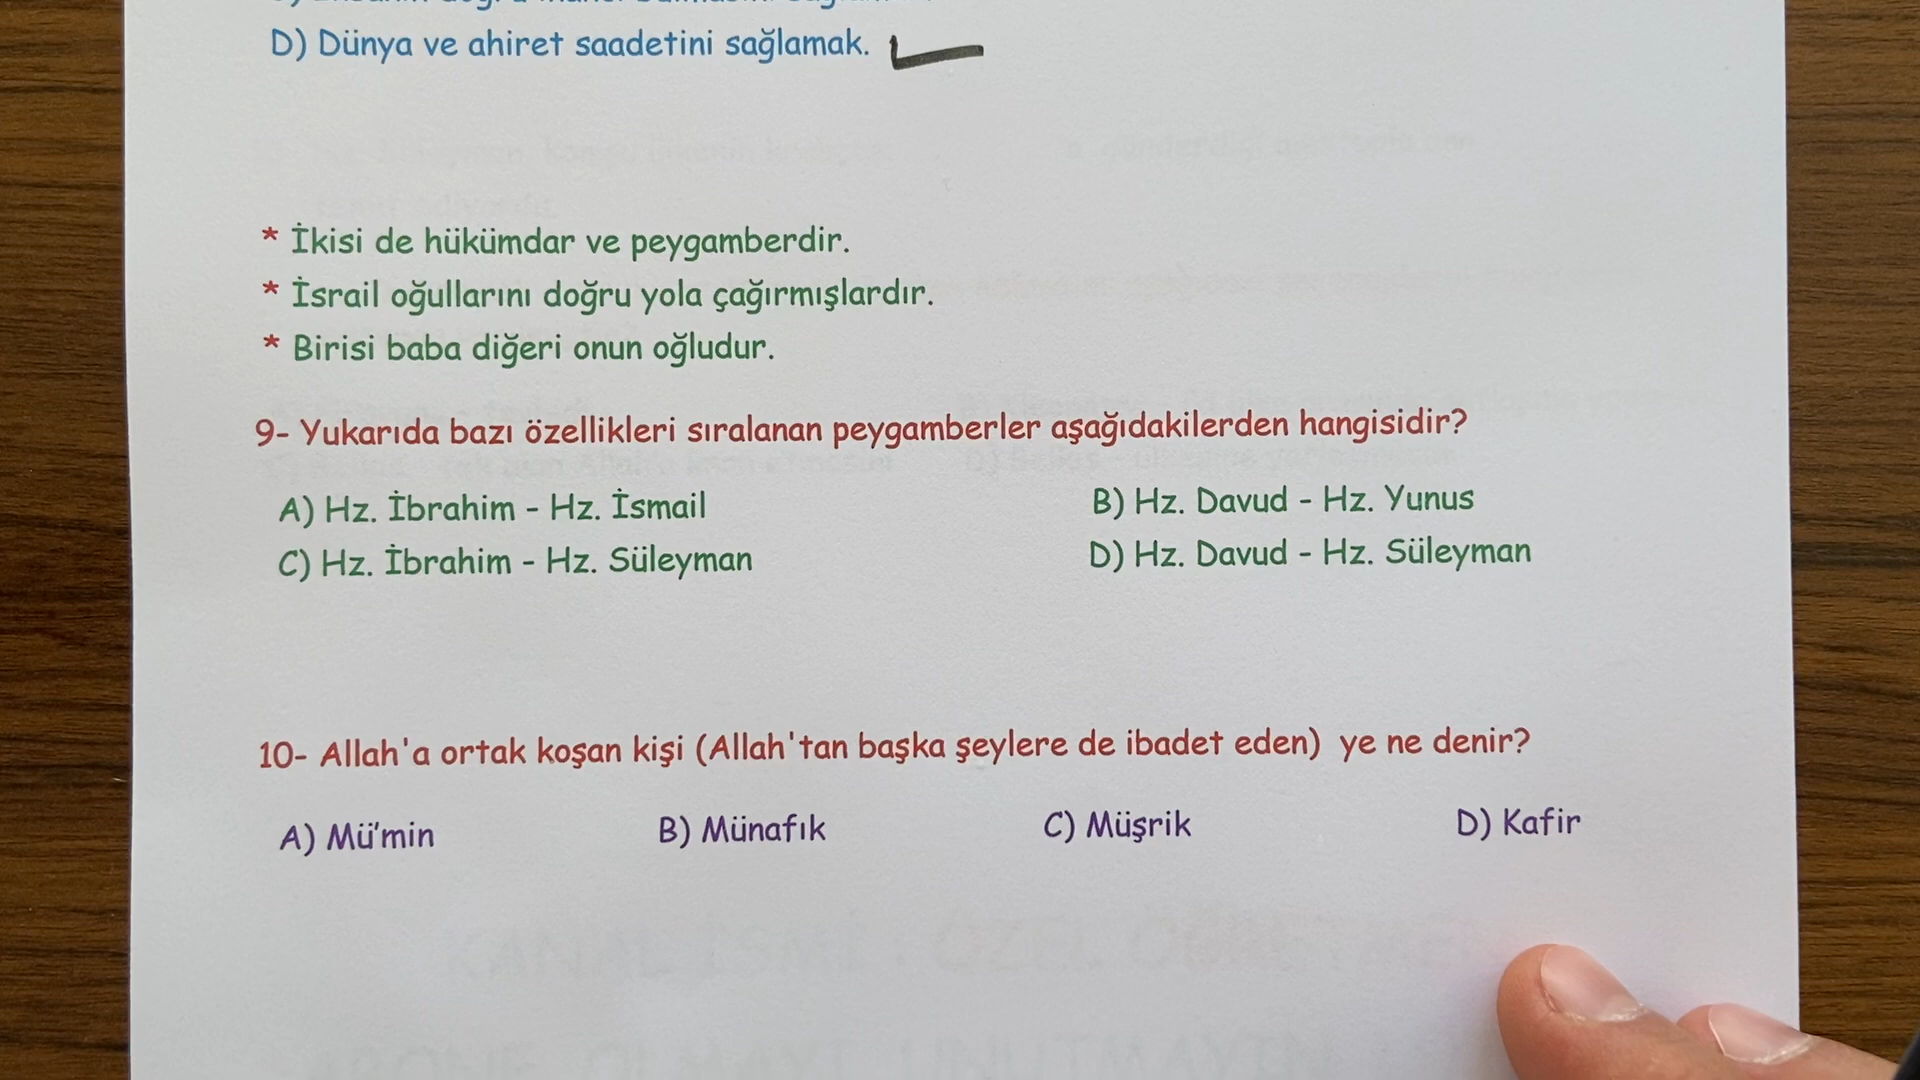 D) Dünya ve ahiret saadetini sağlamak.
* İkisi de hükümdar ve peygamberdir.
* İsrail oğullarını doğru yola çağırmışlardır.
* Birisi baba diğeri onun oğludur.
9- Yukarıda bazı özellikleri sıralanan peygamberler aşağıdakilerden hangisidir?
A) Hz. İbrahim - Hz. İsmail
B) Hz. Davud - Hz. Yunus
C) Hz. İbrahim - Hz. Süleyman
D) Hz. Davud - Hz. Süleyman
10- Allah'a ortak koşan kişi (Allah'tan başka şeylere de ibadet eden) ye ne denir?
A) Mü'min
B) Münafık
C) Müşrik
D) Kafir